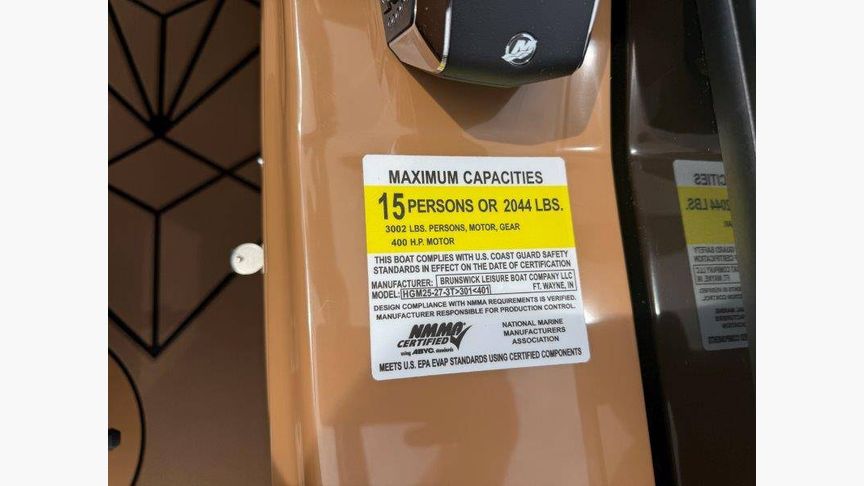 MAXIMUM CAPACITIES
15 PERSONS OR 2044 LBS.
3002 LBS. PERSONS, MOTOR, GEAR
400 H.P. MOTOR
THIS BOAT COMPLIES WITH U.S. COAST GUARD SAFETY
STANDARDS IN EFFECT ON THE DATE OF CERTIFICATION
MANUFACTURER: BRUNSWICK LEISURE BOAT COMPANY LLC
MODEL: HGM25-27-3T>301<401 FT. WAYNE, IN
DESIGN COMPLIANCE WITH NMMA REQUIREMENTS IS VERIFIED.
MANUFACTURER RESPONSIBLE FOR PRODUCTION CONTROL.
NMMA
CERTIFIED
using ABYC standards
NATIONAL MARINE
MANUFACTURERS
ASSOCIATION
MEETS U.S. EPA EVAP STANDARDS USING CERTIFIED COMPONENTS